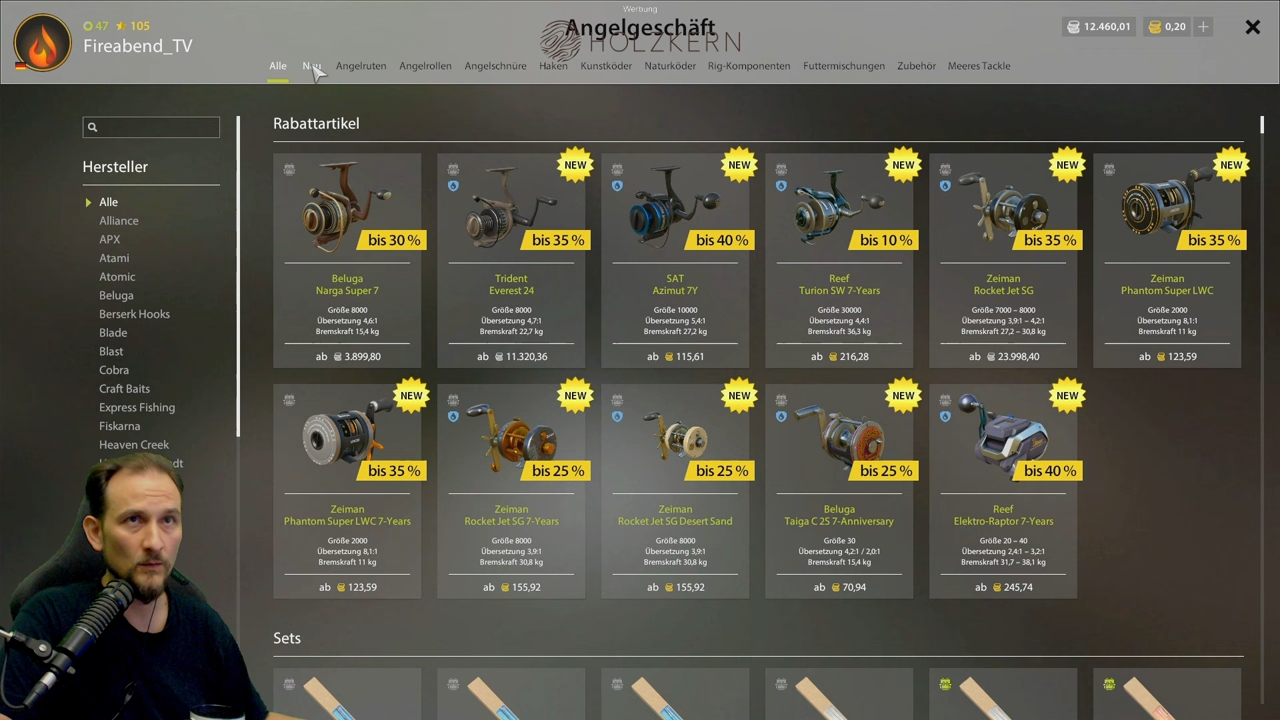 Werbung
Angelgeschäft
HOLZKERN
47 105
Fireabend_TV
12.460,01
0,20
Alle
Neu
Angelruten
Angelrollen
Angelschnüre
Haken
Kunstköder
Naturköder
Rig-Komponenten
Futtermischungen
Zubehör
Meeres Tackle
Hersteller
Alle
Alliance
APX
Atami
Atomic
Beluga
Berserk Hooks
Blade
Blast
Cobra
Craft Baits
Express Fishing
Fiskarna
Heaven Creek
Rabattartikel
bis 30 %
Beluga
Narga Super 7
Größe 8000
Übersetzung 4,6:1
Bremskraft 15,4 kg
ab 3.899,80
NEW
bis 35 %
Trident
Everest 24
Größe 8000
Übersetzung 4,7:1
Bremskraft 22,7 kg
ab 11.320,36
NEW
bis 40 %
SAT
Azimut 7Y
Größe 10000
Übersetzung 5,4:1
Bremskraft 27,2 kg
ab 115,61
NEW
bis 10 %
Reef
Turion SW 7-Years
Größe 30000
Übersetzung 4,4:1
Bremskraft 36,3 kg
ab 216,28
NEW
bis 35 %
Zeiman
Rocket Jet SG
Größe 7000 – 8000
Übersetzung 3,9:1 – 4,2:1
Bremskraft 27,2 – 30,8 kg
ab 23.998,40
NEW
bis 35 %
Zeiman
Phantom Super LWC
Größe 2000
Übersetzung 8,1:1
Bremskraft 11 kg
ab 123,59
NEW
bis 35 %
Zeiman
Phantom Super LWC 7-Years
Größe 2000
Übersetzung 8,1:1
Bremskraft 11 kg
ab 123,59
NEW
bis 25 %
Zeiman
Rocket Jet SG 7-Years
Größe 8000
Übersetzung 3,9:1
Bremskraft 30,8 kg
ab 155,92
NEW
bis 25 %
Zeiman
Rocket Jet SG Desert Sand
Größe 8000
Übersetzung 3,9:1
Bremskraft 30,8 kg
ab 155,92
NEW
bis 25 %
Beluga
Taiga C 2S 7-Anniversary
Größe 30
Übersetzung 4,2:1 / 2,0:1
Bremskraft 15,4 kg
ab 70,94
NEW
bis 40 %
Reef
Elektro-Raptor 7-Years
Größe 20 – 40
Übersetzung 2,4:1 – 3,2:1
Bremskraft 31,7 – 38,1 kg
ab 245,74
Sets